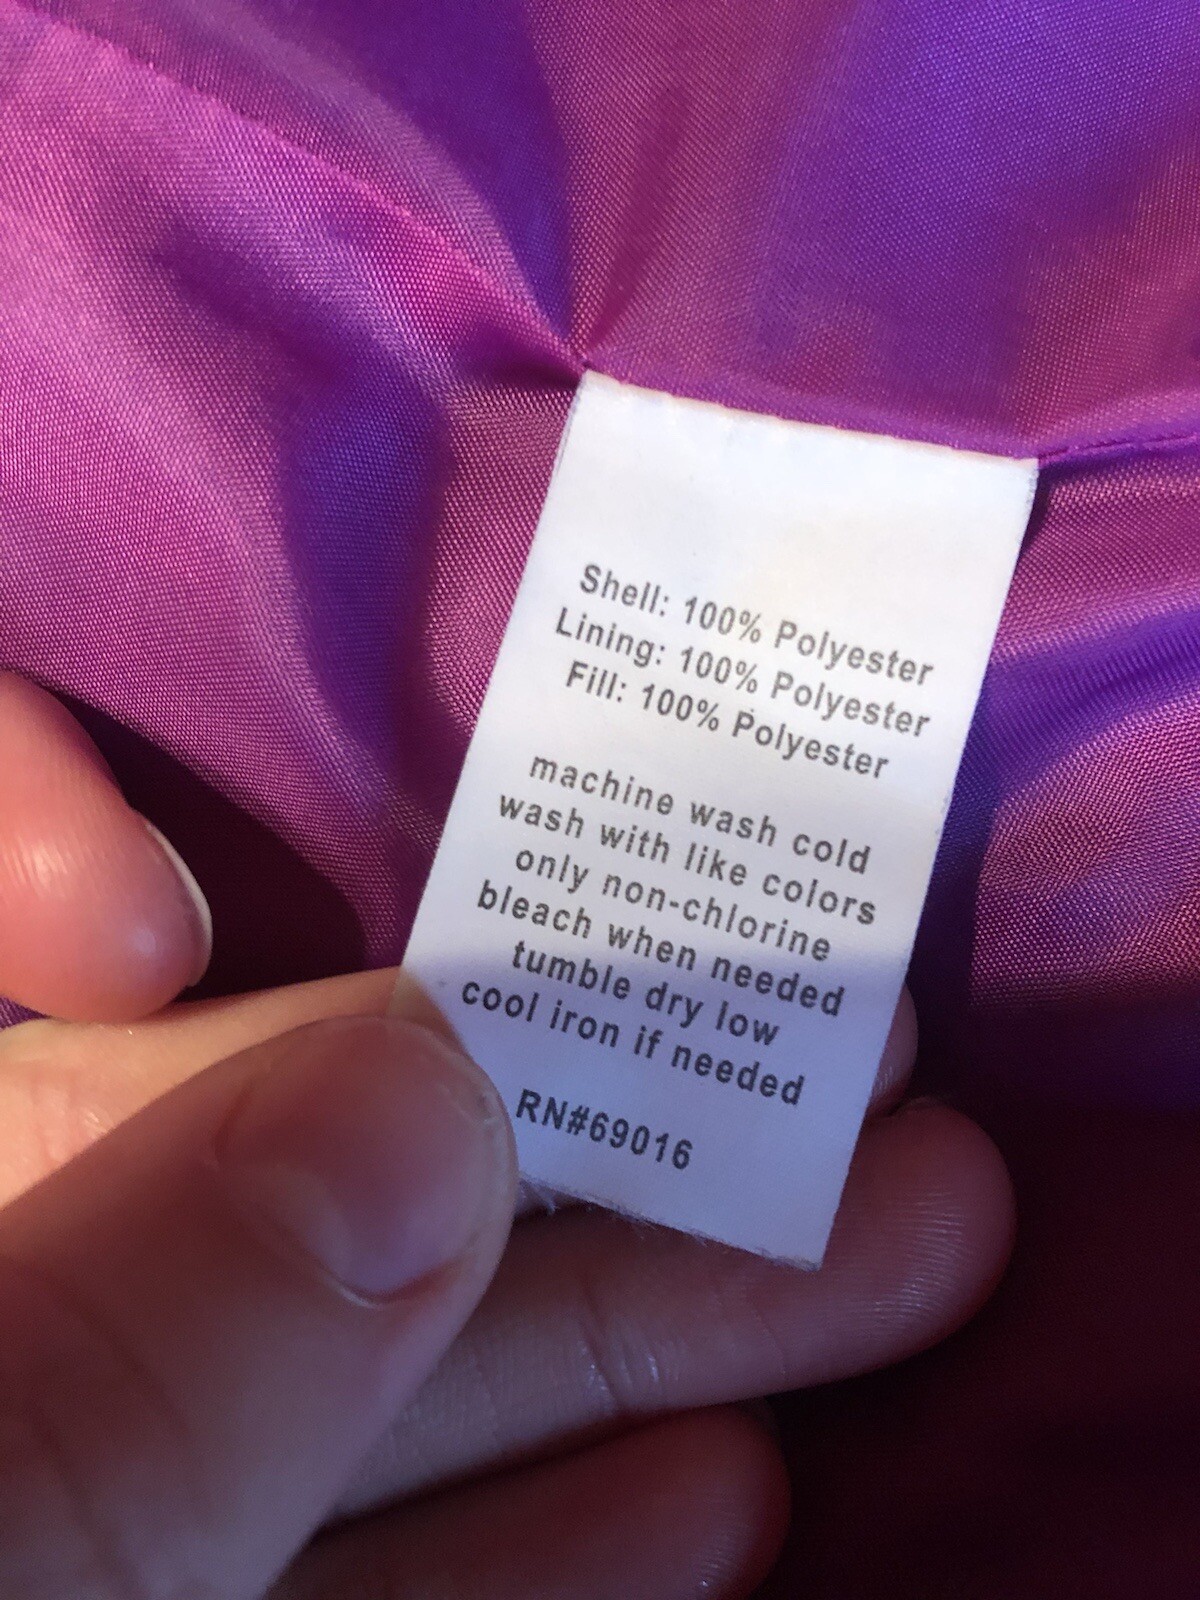 Shell: 100% Polyester
Lining: 100% Polyester
Fill: 100% Polyester
machine wash cold
wash with like colors
only non-chlorine
bleach when needed
tumble dry low
cool iron if needed
RN#69016